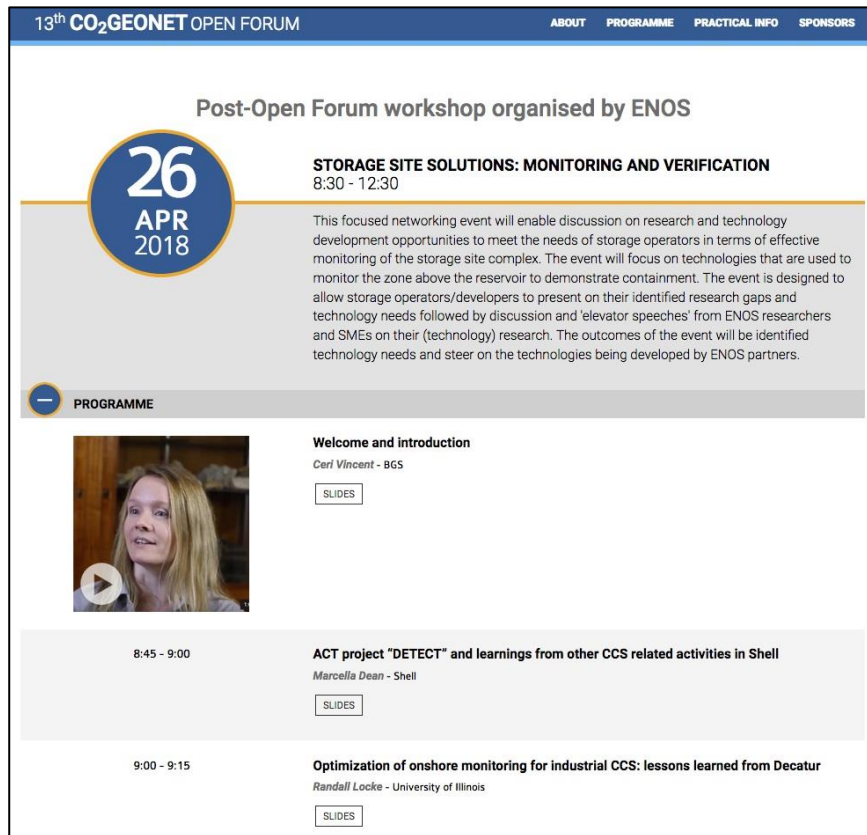 13th CO2GEONET OPEN FORUM
ABOUT PROGRAMME PRACTICAL INFO SPONSORS
Post-Open Forum workshop organised by ENOS
26
APR
2018
STORAGE SITE SOLUTIONS: MONITORING AND VERIFICATION
8:30 - 12:30
This focused networking event will enable discussion on research and technology
development opportunities to meet the needs of storage operators in terms of effective
monitoring of the storage site complex. The event will focus on technologies that are used to
monitor the zone above the reservoir to demonstrate containment. The event is designed to
allow storage operators/developers to present on their identified research gaps and
technology needs followed by discussion and 'elevator speeches' from ENOS researchers
and SMEs on their (technology) research. The outcomes of the event will be identified
technology needs and steer on the technologies being developed by ENOS partners.
PROGRAMME
Welcome and introduction
Ceri Vincent - BGS
SLIDES
8:45 - 9:00
ACT project “DETECT” and learnings from other CCS related activities in Shell
Marcella Dean - Shell
SLIDES
9:00 - 9:15
Optimization of onshore monitoring for industrial CCS: lessons learned from Decatur
Randall Locke - University of Illinois
SLIDES